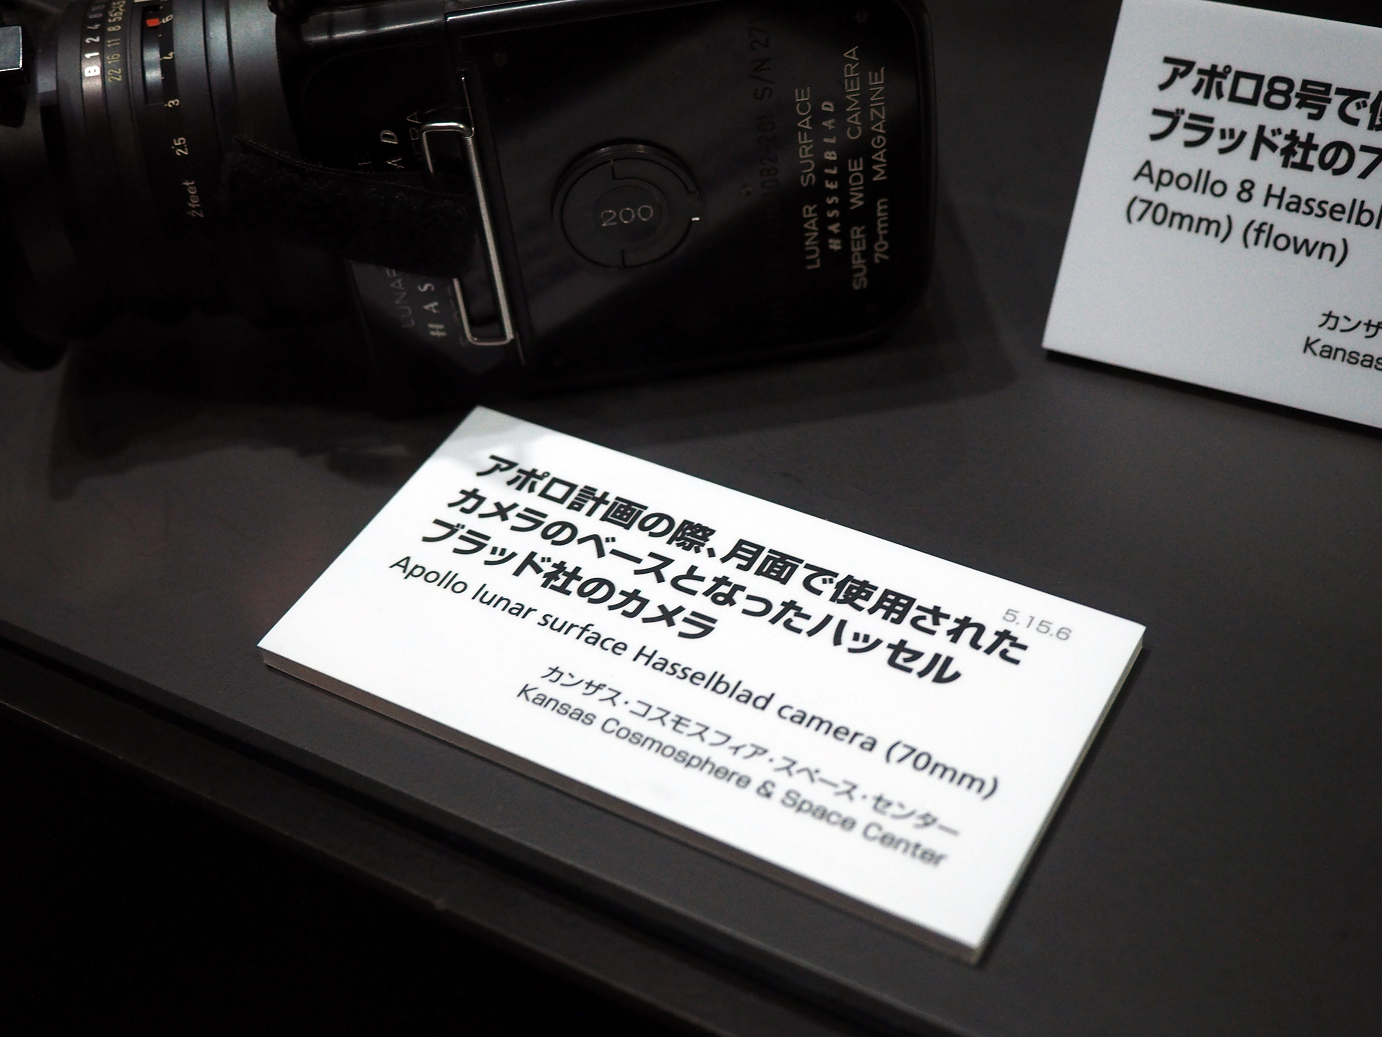 B 1 2 4 8
22 16 11 8
2feet 2.5 3 4
LUNAR
HAS
200
S/N 27
LUNAR SURFACE
HASSELBLAD
SUPER WIDE CAMERA
70-mm MAGAZINE
アポロ8号で
ブラッド社の
Apollo 8 Hasselbl
(70mm) (flown)
カンザ
Kansas
5.15.6
アポロ計画の際、月面で使用された
カメラのベースとなったハッセル
ブラッド社のカメラ
Apollo lunar surface Hasselblad camera (70mm)
カンザス・コスモスフィア・スペース・センター
Kansas Cosmosphere & Space Center